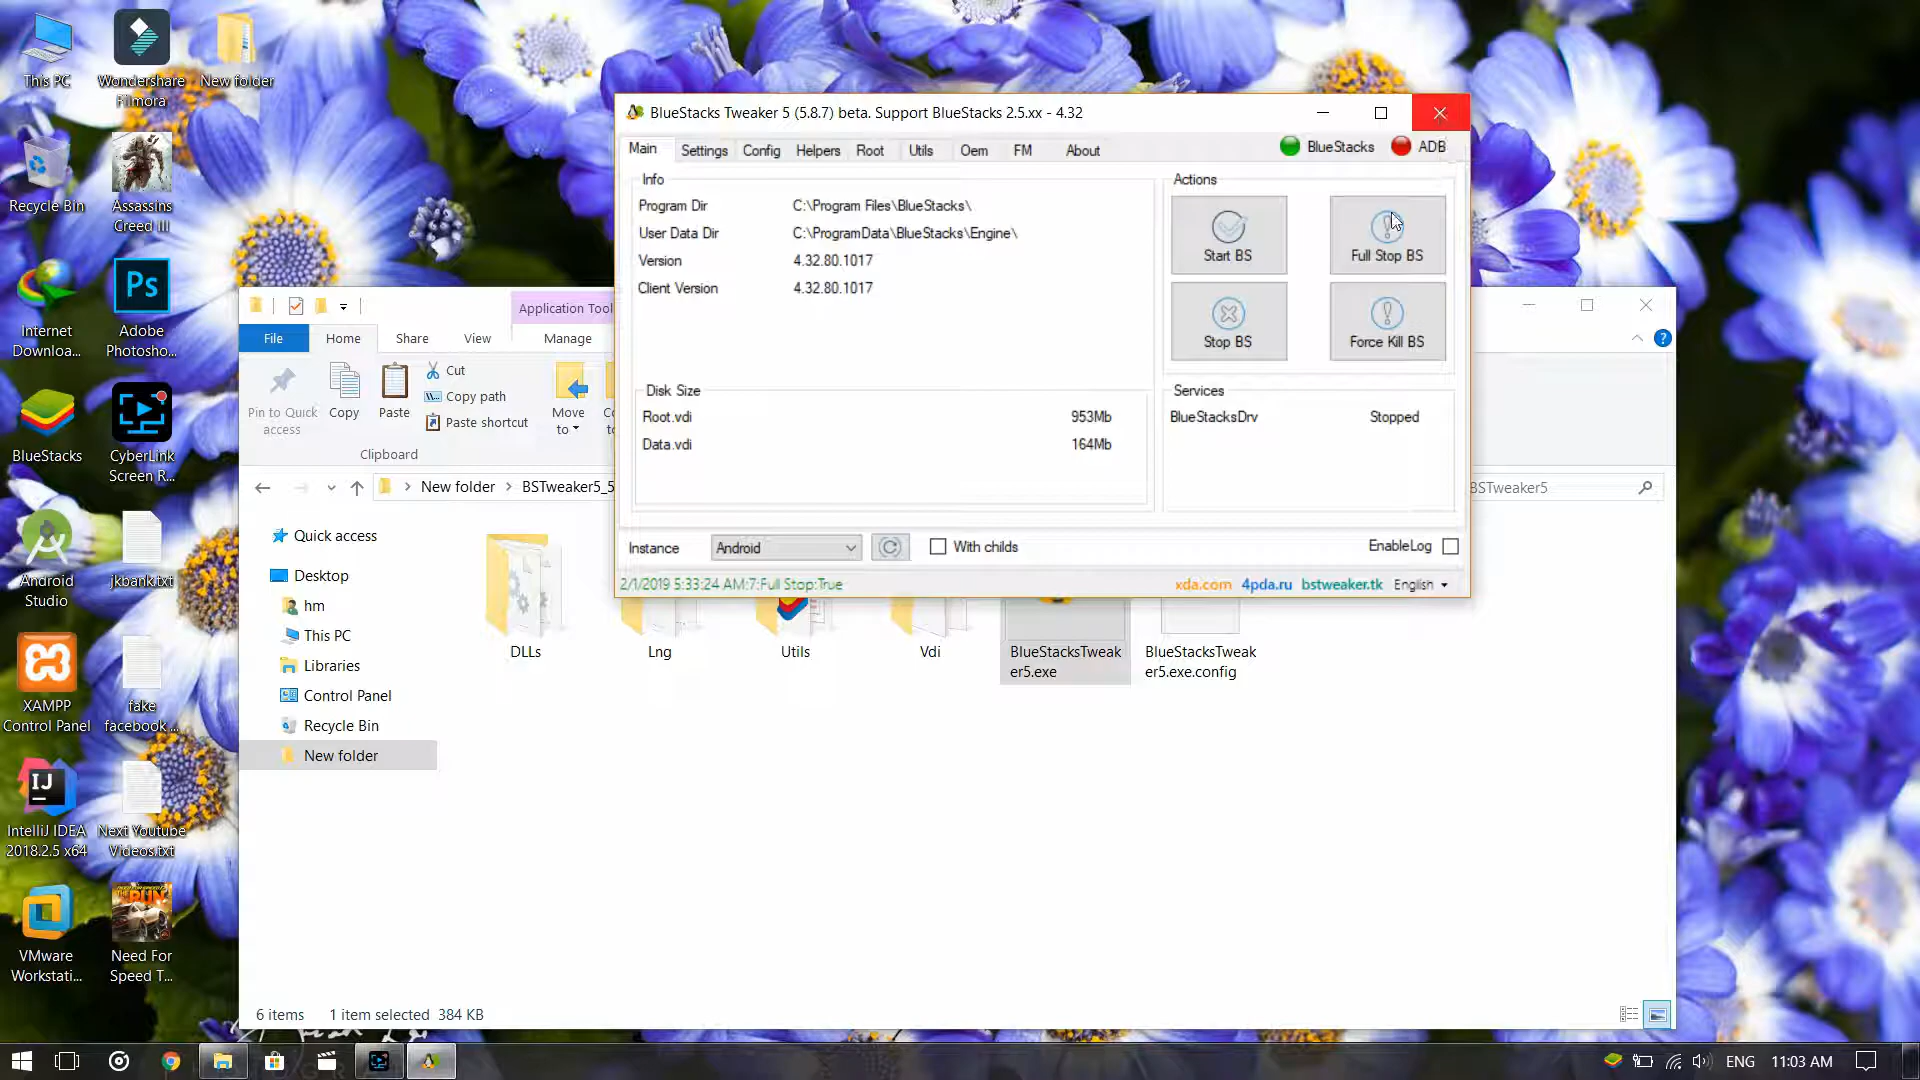 This PC
Wondershare
Filmora
New folder
Recycle Bin
Assassins
Creed III
Ps
Internet
Downloa...
Adobe
Photosho...
BlueStacks
CyberLink
Screen R...
Android
Studio
jkbank.txt
XAMPP
Control Panel
fake
facebook ...
IJ
IntelliJ IDEA
2018.2.5 x64
Next Youtube
Videos.txt
VMware
Workstati...
Need For
Speed T...
BlueStacks Tweaker 5 (5.8.7) beta. Support BlueStacks 2.5.xx - 4.32
Main
Settings
Config
Helpers
Root
Utils
Oem
FM
About
BlueStacks
ADB
Info
Program Dir C:\Program Files\BlueStacks\
User Data Dir C:\ProgramData\BlueStacks\Engine\
Version 4.32.80.1017
Client Version 4.32.80.1017
Actions
Start BS
Full Stop BS
Stop BS
Force Kill BS
Disk Size
Root.vdi 953Mb
Data.vdi 164Mb
Services
BlueStacksDrv Stopped
Instance Android With childs EnableLog
2/1/2019 5:33:24 AM:7:Full Stop:True
xda.com 4pda.ru bstweaker.tk English
Application Tool
File Home Share View Manage
Pin to Quick
access
Copy
Paste
Cut
Copy path
Paste shortcut
Move
to
Clipboard
New folder BSTweaker5_5
BSTweaker5
Quick access
Desktop
hm
This PC
Libraries
Control Panel
Recycle Bin
New folder
DLLs
Lng
Utils
Vdi
BlueStacksTweak
er5.exe
BlueStacksTweak
er5.exe.config
6 items 1 item selected 384 KB
ENG 11:03 AM